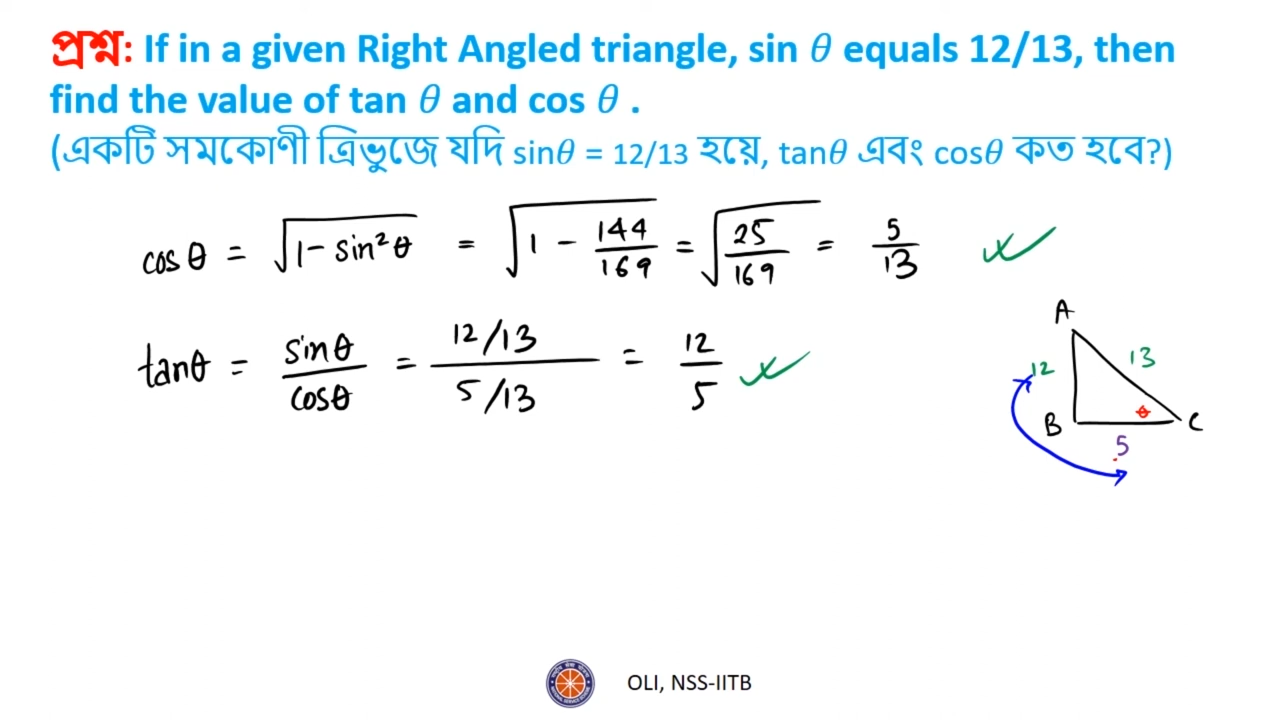 প্রশ্ন: If in a given Right Angled triangle, sin θ equals 12/13, then
find the value of tan θ and cos θ .
(একটি সমকোণী ত্রিভুজে যদি sinθ = 12/13 হয়ে, tanθ এবং cosθ কত হবে?)
cos θ = √(1 - sin²θ) = √(1 - 144/169) = √(25/169) = 5/13
tanθ = sinθ/cosθ = (12/13)/(5/13) = 12/5
A
12 13
B θ C
5
OLI, NSS-IITB